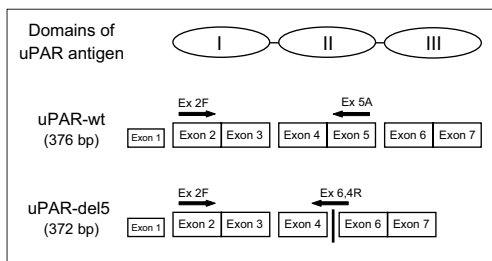 Domains of
uPAR antigen
I II III
uPAR-wt
(376 bp)
Ex 2F Ex 5A
Exon 1 Exon 2 Exon 3 Exon 4 Exon 5 Exon 6 Exon 7
uPAR-del5
(372 bp)
Ex 2F Ex 6,4R
Exon 1 Exon 2 Exon 3 Exon 4 Exon 6 Exon 7